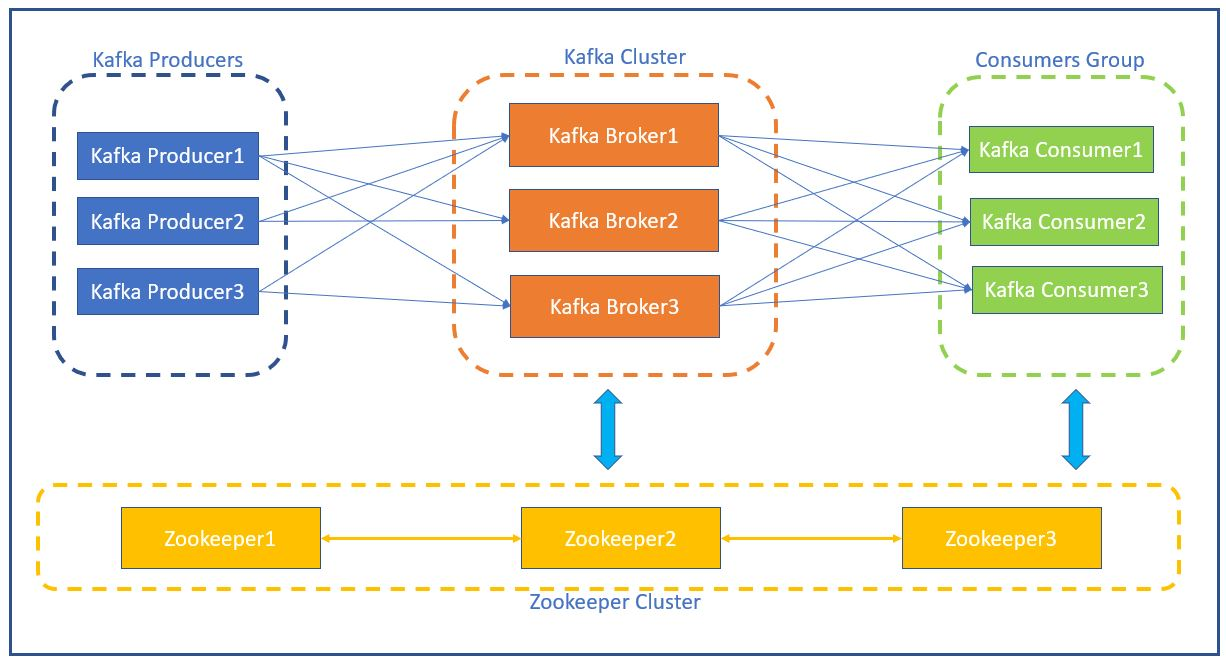 Kafka Producers
Kafka Cluster
Consumers Group
Kafka Producer1
Kafka Producer2
Kafka Producer3
Kafka Broker1
Kafka Broker2
Kafka Broker3
Kafka Consumer1
Kafka Consumer2
Kafka Consumer3
Zookeeper1
Zookeeper2
Zookeeper3
Zookeeper Cluster